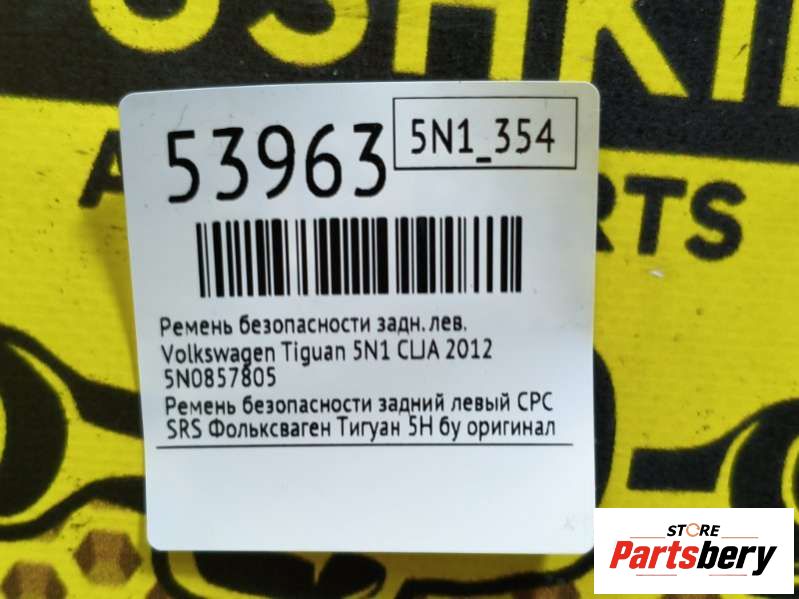 53963
5N1_354
Ремень безопасности задн. лев.
Volkswagen Tiguan 5N1 CLJA 2012
5N0857805
Ремень безопасности задний левый СРС
SRS Фольксваген Тигуан 5Н бу оригинал
STORE
Partsbery